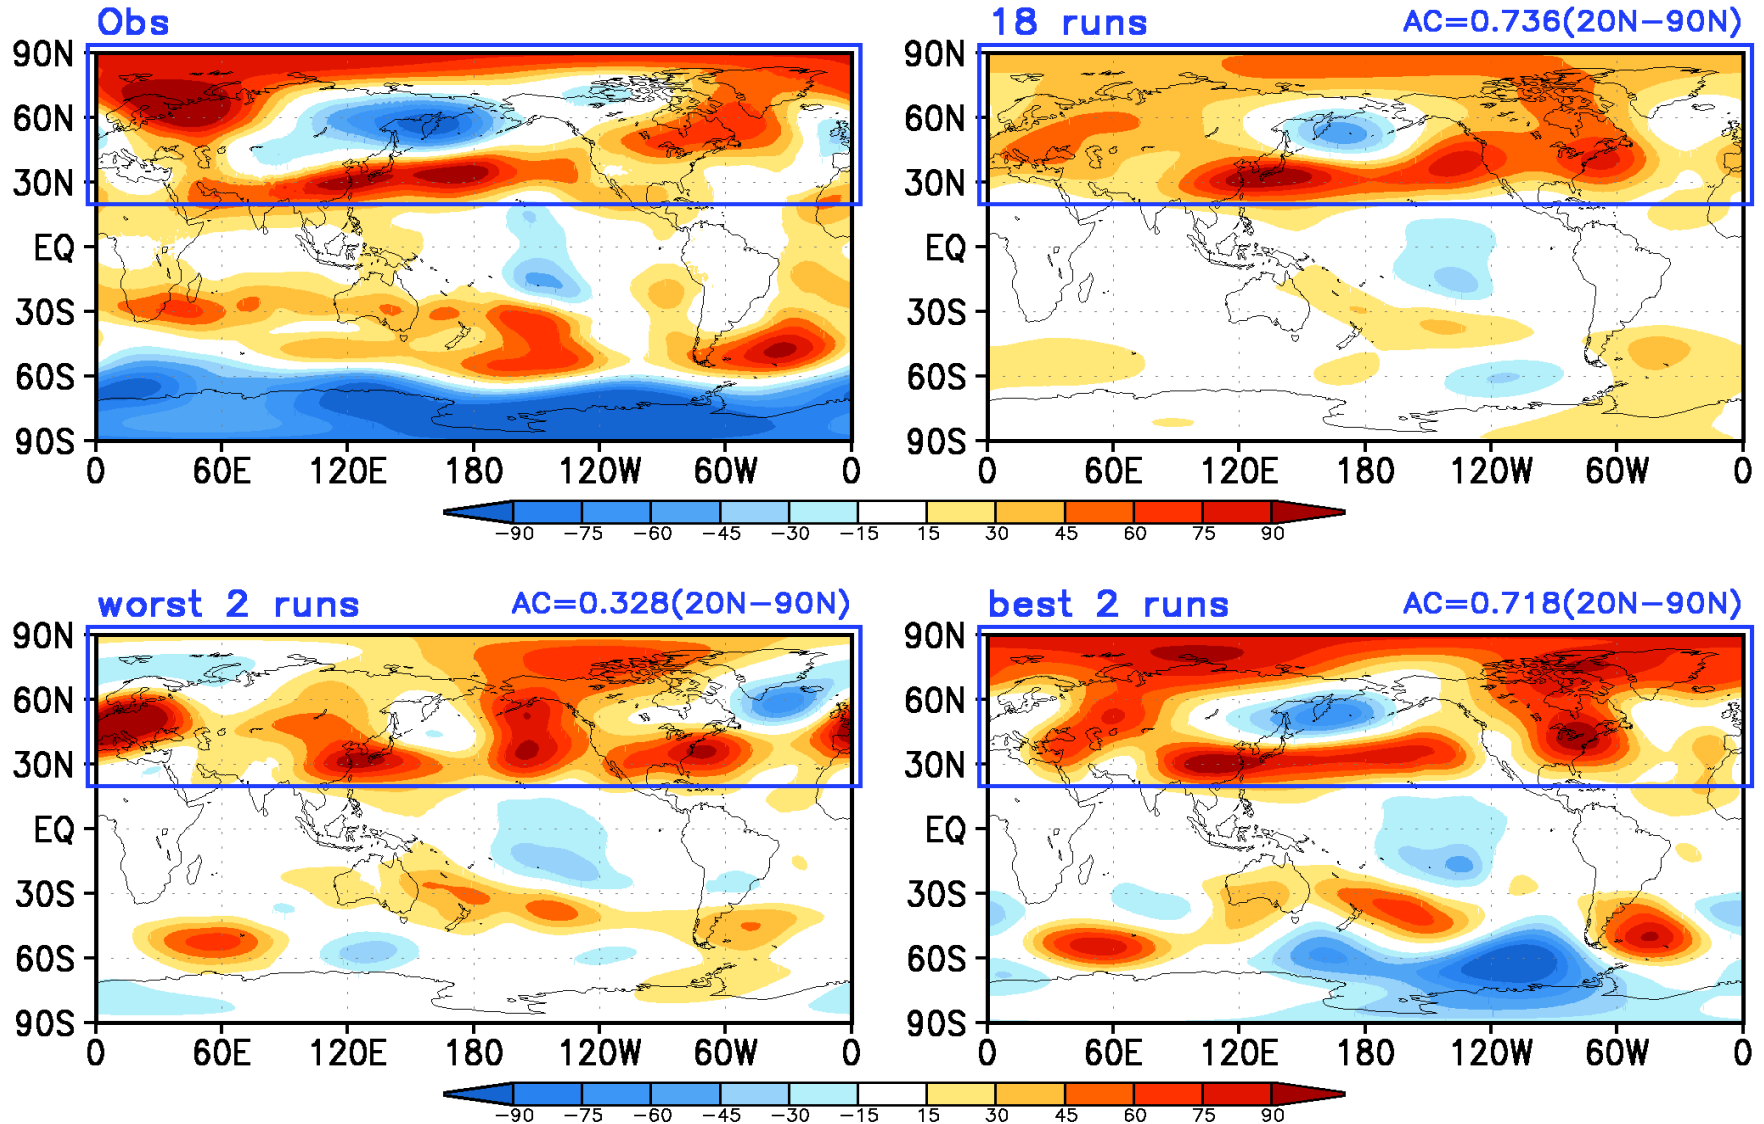 Obs
18 runs AC=0.736(20N−90N)
90N
60N
30N
EQ
30S
60S
90S
0 60E 120E 180 120W 60W 0
90N
60N
30N
EQ
30S
60S
90S
0 60E 120E 180 120W 60W 0
−90 −75 −60 −45 −30 −15 15 30 45 60 75 90
worst 2 runs AC=0.328(20N−90N)
best 2 runs AC=0.718(20N−90N)
90N
60N
30N
EQ
30S
60S
90S
0 60E 120E 180 120W 60W 0
90N
60N
30N
EQ
30S
60S
90S
0 60E 120E 180 120W 60W 0
−90 −75 −60 −45 −30 −15 15 30 45 60 75 90